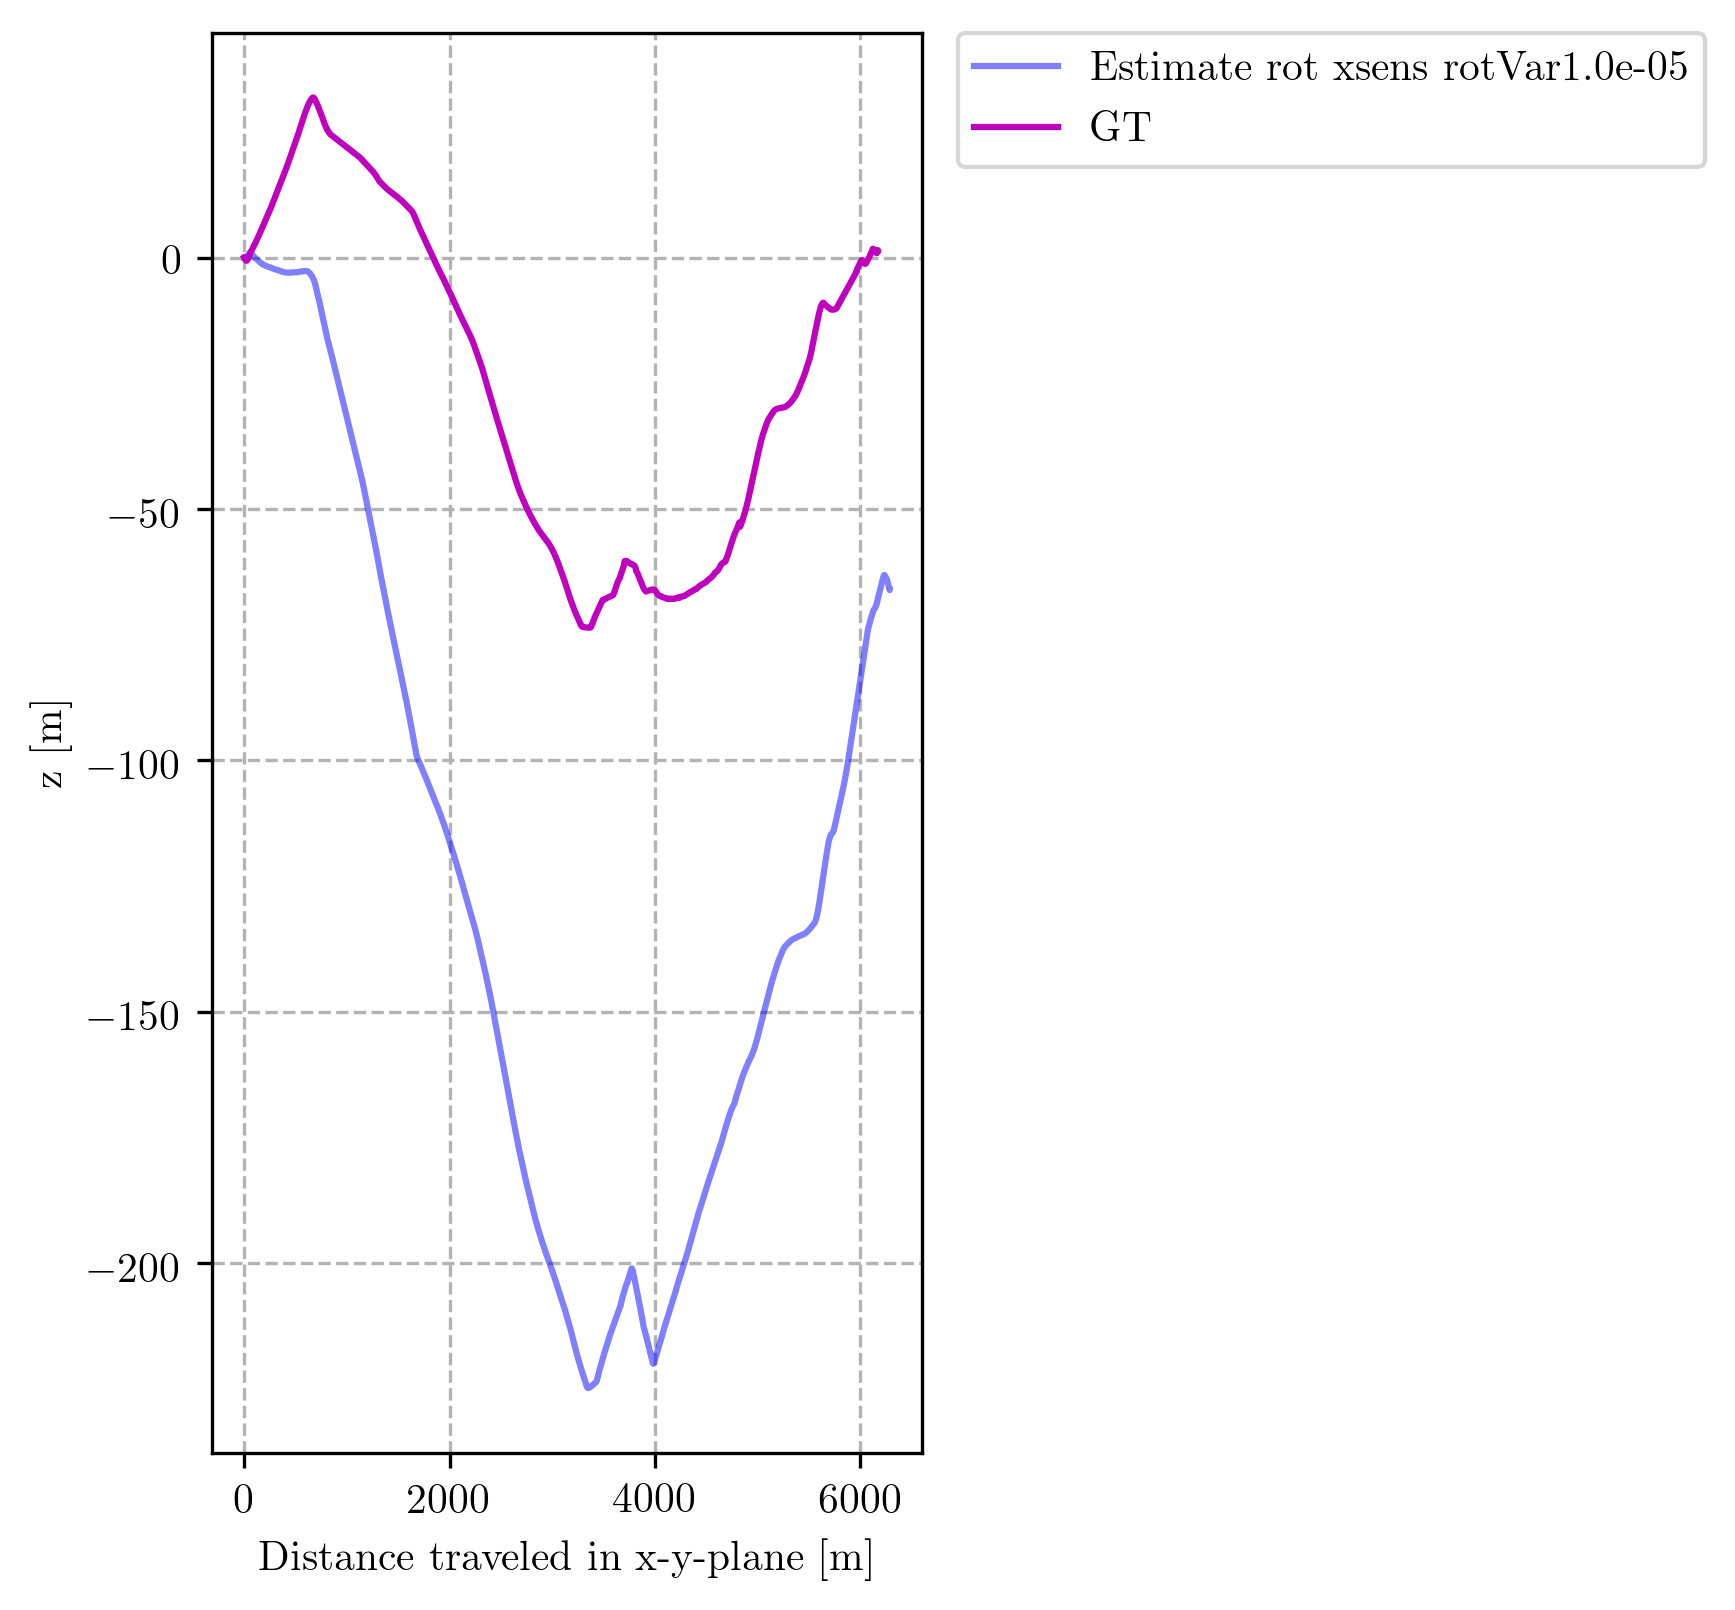 Estimate rot xsens rotVar1.0e-05
GT
0
−50
−100
−150
−200
z [m]
0 2000 4000 6000
Distance traveled in x-y-plane [m]